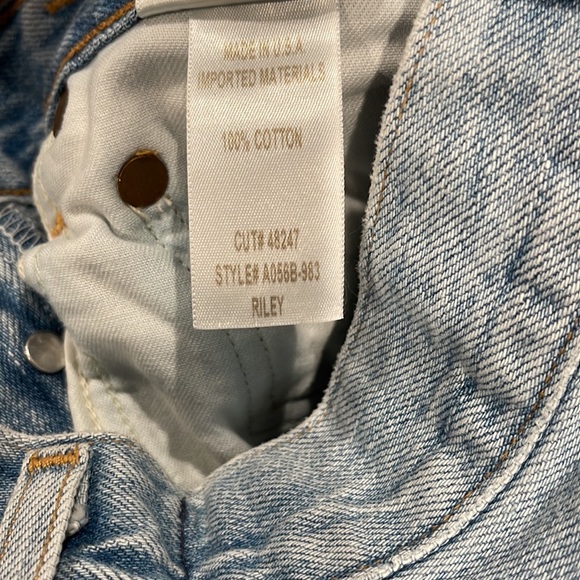 MADE IN U.S.A
IMPORTED MATERIALS
100% COTTON
CUT# 48247
STYLE# A056B-983
RILEY